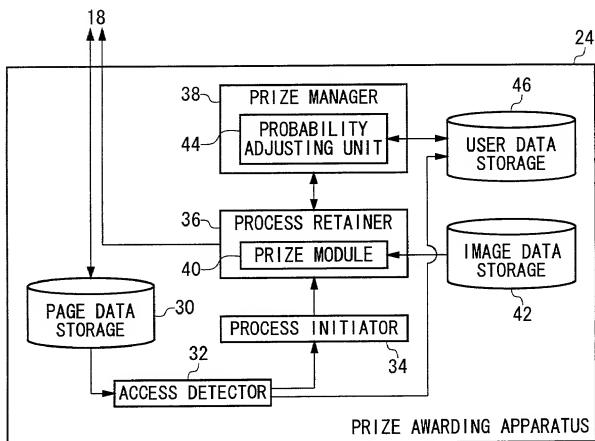 18
24
38
PRIZE MANAGER
44
PROBABILITY
ADJUSTING UNIT
46
USER DATA
STORAGE
36
PROCESS RETAINER
40
PRIZE MODULE
IMAGE DATA
STORAGE
42
PAGE DATA
STORAGE
30
PROCESS INITIATOR
34
32
ACCESS DETECTOR
PRIZE AWARDING APPARATUS